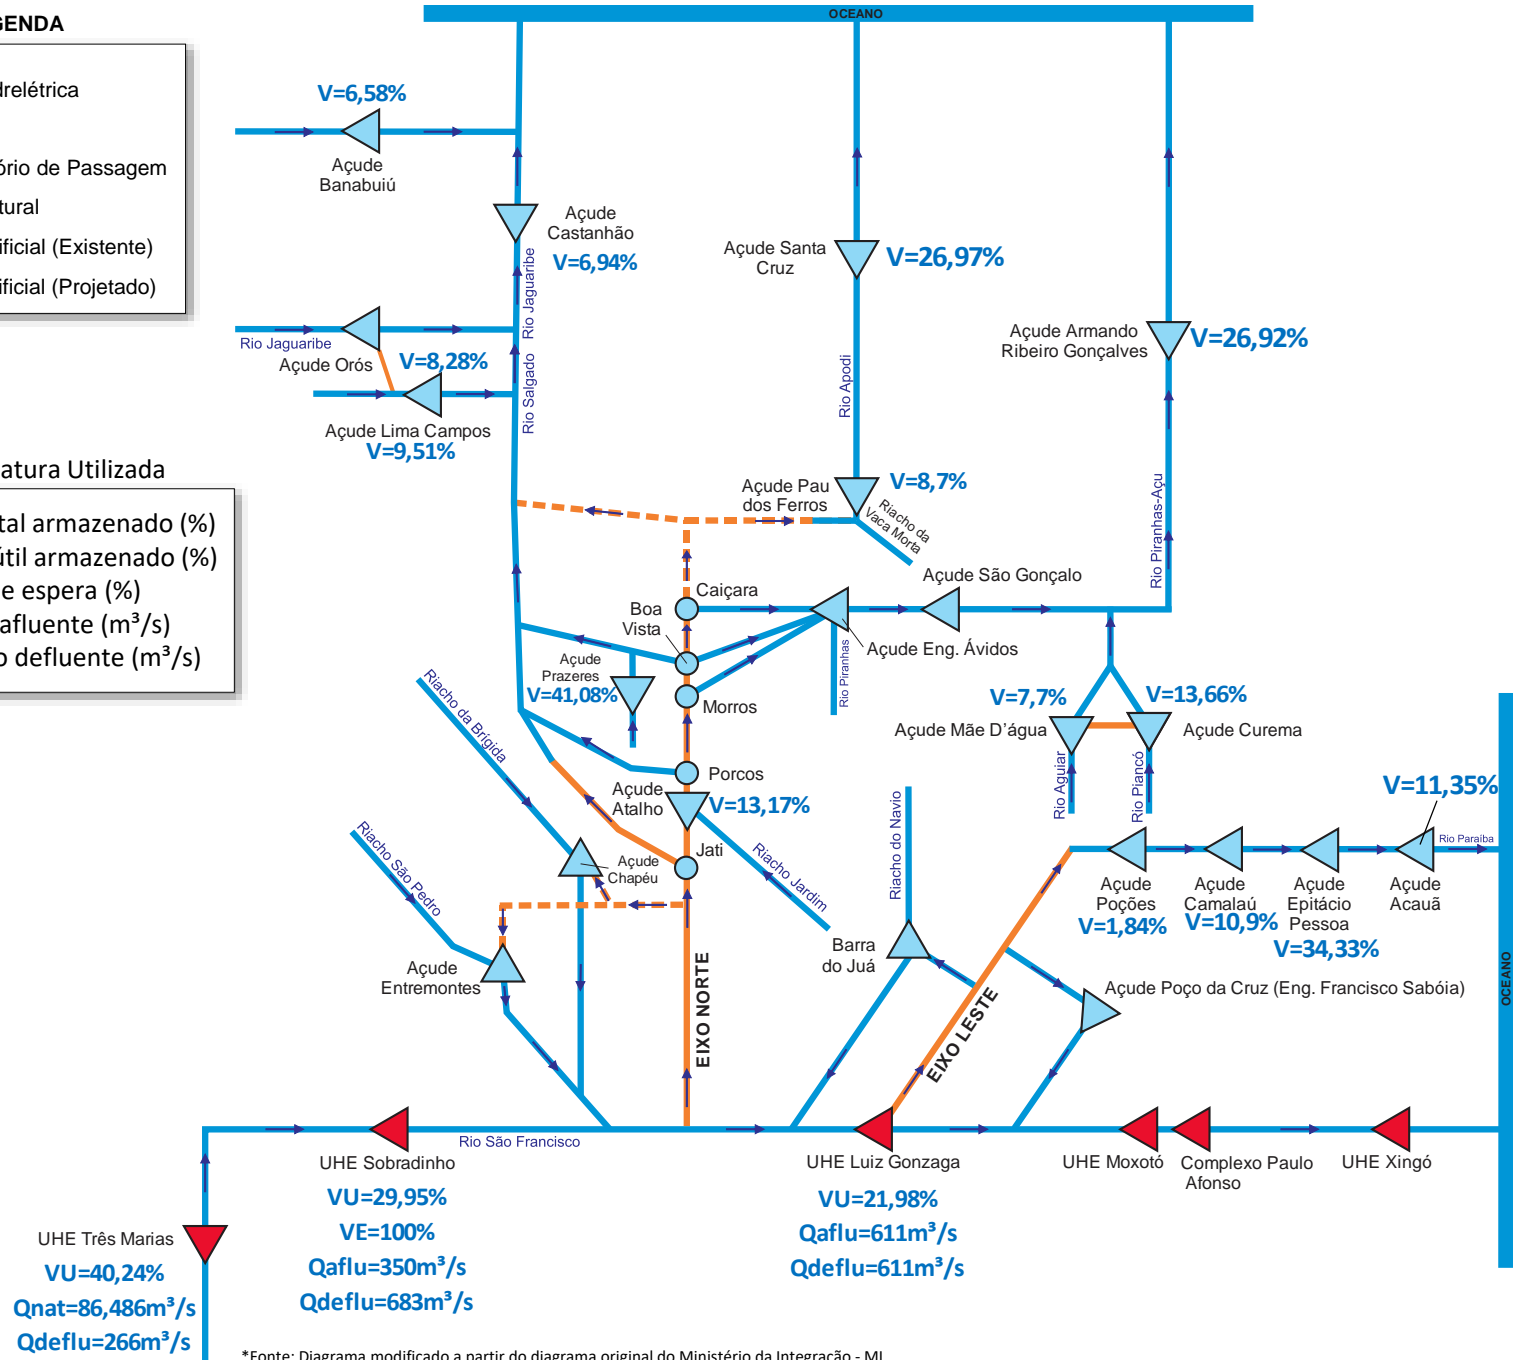 OCEANO
GENDA
drelétrica
ório de Passagem
tural
ificial (Existente)
ificial (Projetado)
V=6,58%
Açude
Banabuiú
Açude
Castanhão
V=6,94%
Rio Jaguaribe
Açude Santa
Cruz
V=26,97%
Açude Armando
Ribeiro Gonçalves
V=26,92%
Rio Jaguaribe
Açude Orós
V=8,28%
Rio Salgado
Açude Lima Campos
V=9,51%
Rio Apodi
atura Utilizada
tal armazenado (%)
útil armazenado (%)
e espera (%)
afluente (m³/s)
o defluente (m³/s)
Açude Pau
dos Ferros
V=8,7%
Riacho da
Vaca Morta
Rio Piranhas-Açu
Açude São Gonçalo
Caiçara
Boa
Vista
Açude Eng. Ávidos
Rio Piranhas
Açude
Prazeres
V=41,08%
Morros
Riacho da Brígida
V=7,7%
V=13,66%
Açude Mãe D'água
Açude Curema
Rio Aguiar
Rio Piancó
Porcos
Açude
Atalho
V=13,17%
V=11,35%
Riacho São Pedro
Açude
Chapéu
Jati
Riacho Jardim
Riacho do Navio
Rio Paraíba
Açude
Poções
V=1,84%
Açude
Camalaú
V=10,9%
Açude
Epitácio
Pessoa
V=34,33%
Açude
Acauã
Açude
Entremontes
Barra
do Juá
EIXO NORTE
EIXO LESTE
Açude Poço da Cruz (Eng. Francisco Sabóia)
OCEANO
Rio São Francisco
UHE Sobradinho
VU=29,95%
VE=100%
Qaflu=350m³/s
Qdeflu=683m³/s
UHE Luiz Gonzaga
VU=21,98%
Qaflu=611m³/s
Qdeflu=611m³/s
UHE Moxotó
Complexo Paulo
Afonso
UHE Xingó
UHE Três Marias
VU=40,24%
Qnat=86,486m³/s
Qdeflu=266m³/s
*Fonte: Diagrama modificado a partir do diagrama original do Ministério da Integração - MI